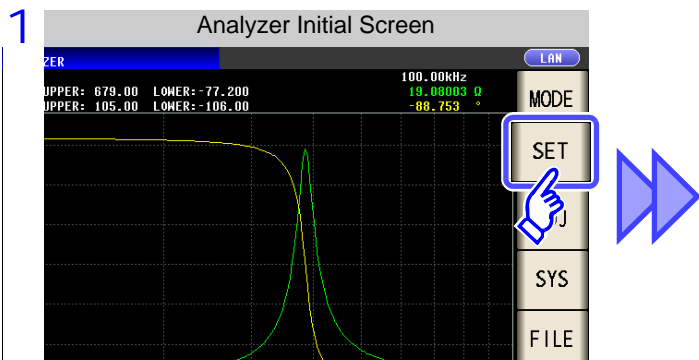 1
Analyzer Initial Screen
ZER
LAN
100.00kHz
UPPER: 679.00 LOWER:-77.200 19.08003 Ω
UPPER: 105.00 LOWER:-106.00 -88.753 °
MODE
SET
SYS
FILE